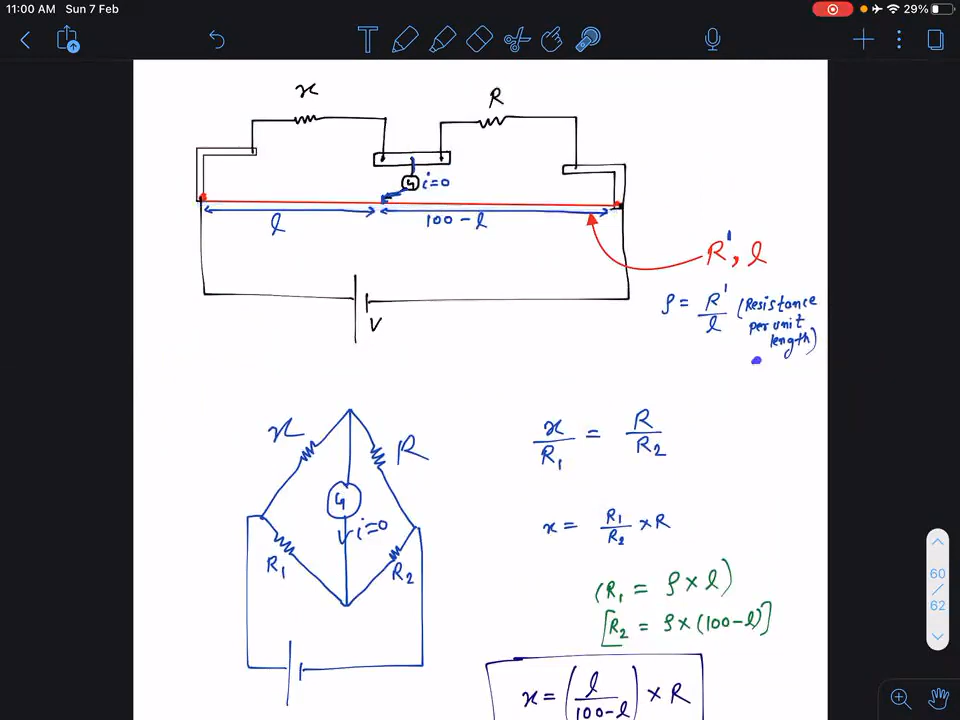 11:00 AM Sun 7 Feb
29%
x
R
G i=0
l
100-l
R', l
V
ρ = R'/l (Resistance
per unit
length)
x
R
G
i=0
R₁
R₂
x/R₁ = R/R₂
x = R₁/R₂ × R
(R₁ = ρ × l)
[R₂ = ρ × (100-l)]
x = (l/100-l) × R
60
/
62